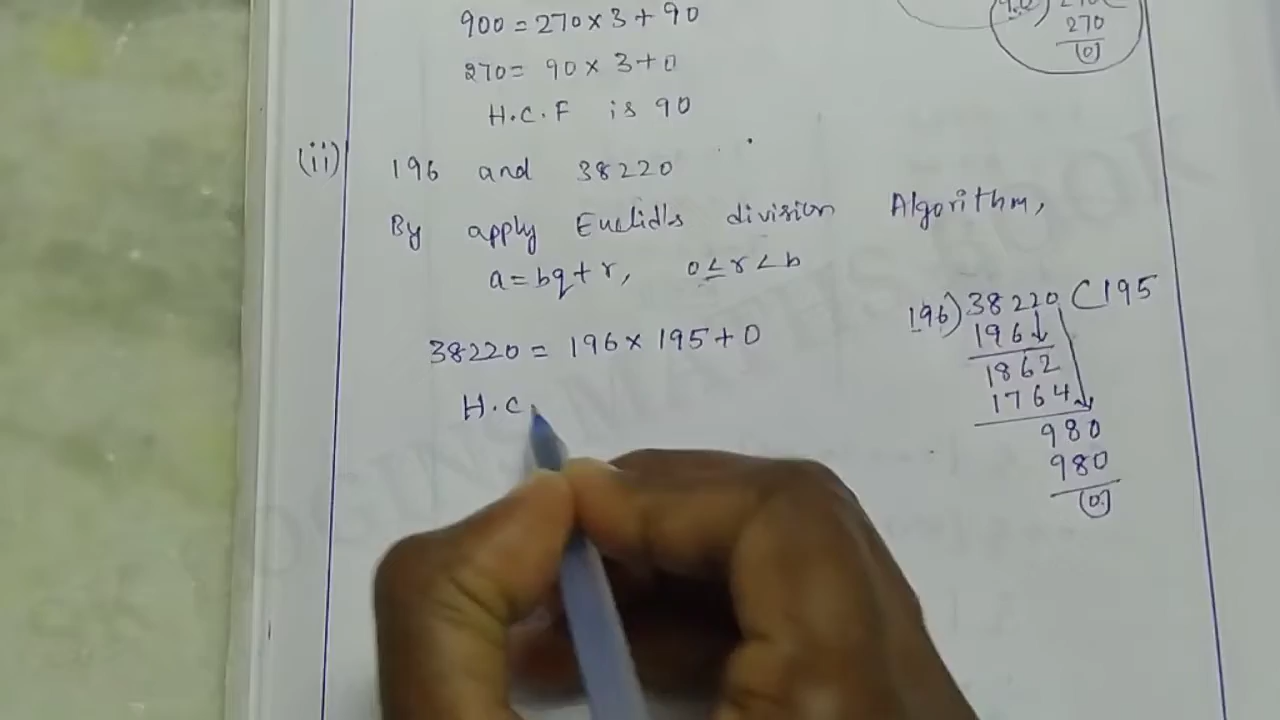 900 = 270 × 3 + 90
270 = 90 × 3 + 0
H.C.F is 90
270
(0)
(ii) 196 and 38220
By apply Euclid's division Algorithm,
a = bq + r, 0 ≤ r < b
38220 = 196 × 195 + 0
H.C
196) 38220 (195
196
1862
1764
980
980
(0)